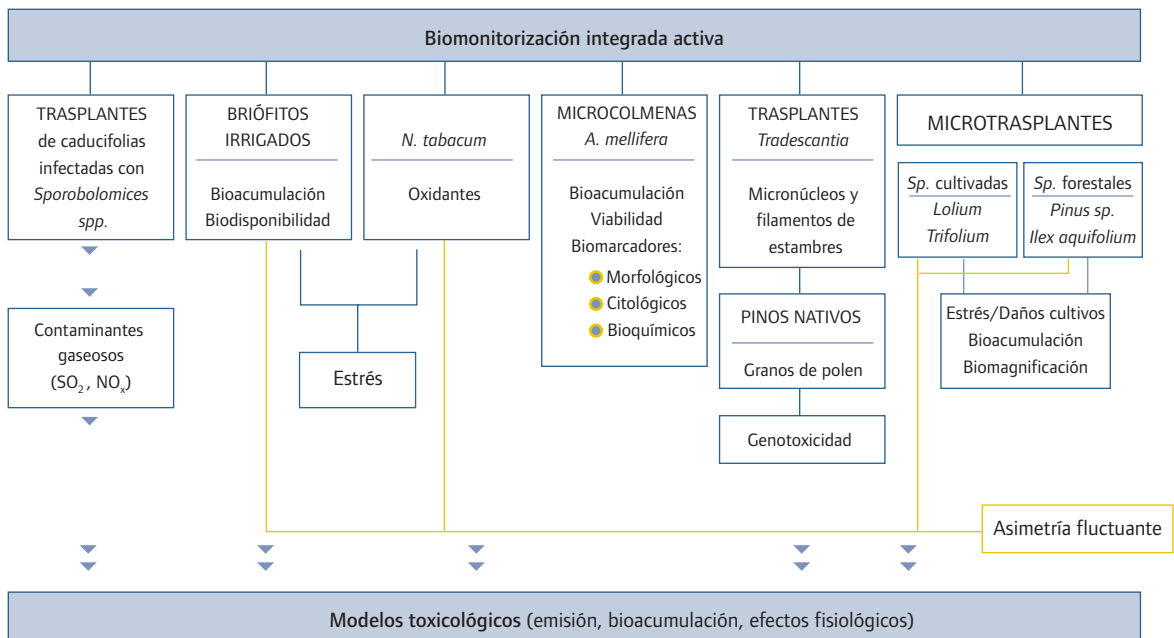 Biomonitorización integrada activa
TRASPLANTES
de caducifolias
infectadas con
Sporobolomices
spp.
Contaminantes
gaseosos
(SO2, NOx)
BRIÓFITOS
IRRIGADOS
Bioacumulación
Biodisponibilidad
N. tabacum
Oxidantes
Estrés
MICROCOLMENAS
A. mellifera
Bioacumulación
Viabilidad
Biomarcadores:
Morfológicos
Citológicos
Bioquímicos
TRASPLANTES
Tradescantia
Micronúcleos y
filamentos de
estambres
PINOS NATIVOS
Granos de polen
Genotoxicidad
MICROTRASPLANTES
Sp. cultivadas
Lolium
Trifolium
Sp. forestales
Pinus sp.
Ilex aquifolium
Estrés/Daños cultivos
Bioacumulación
Biomagnificación
Asimetría fluctuante
Modelos toxicológicos (emisión, bioacumulación, efectos fisiológicos)